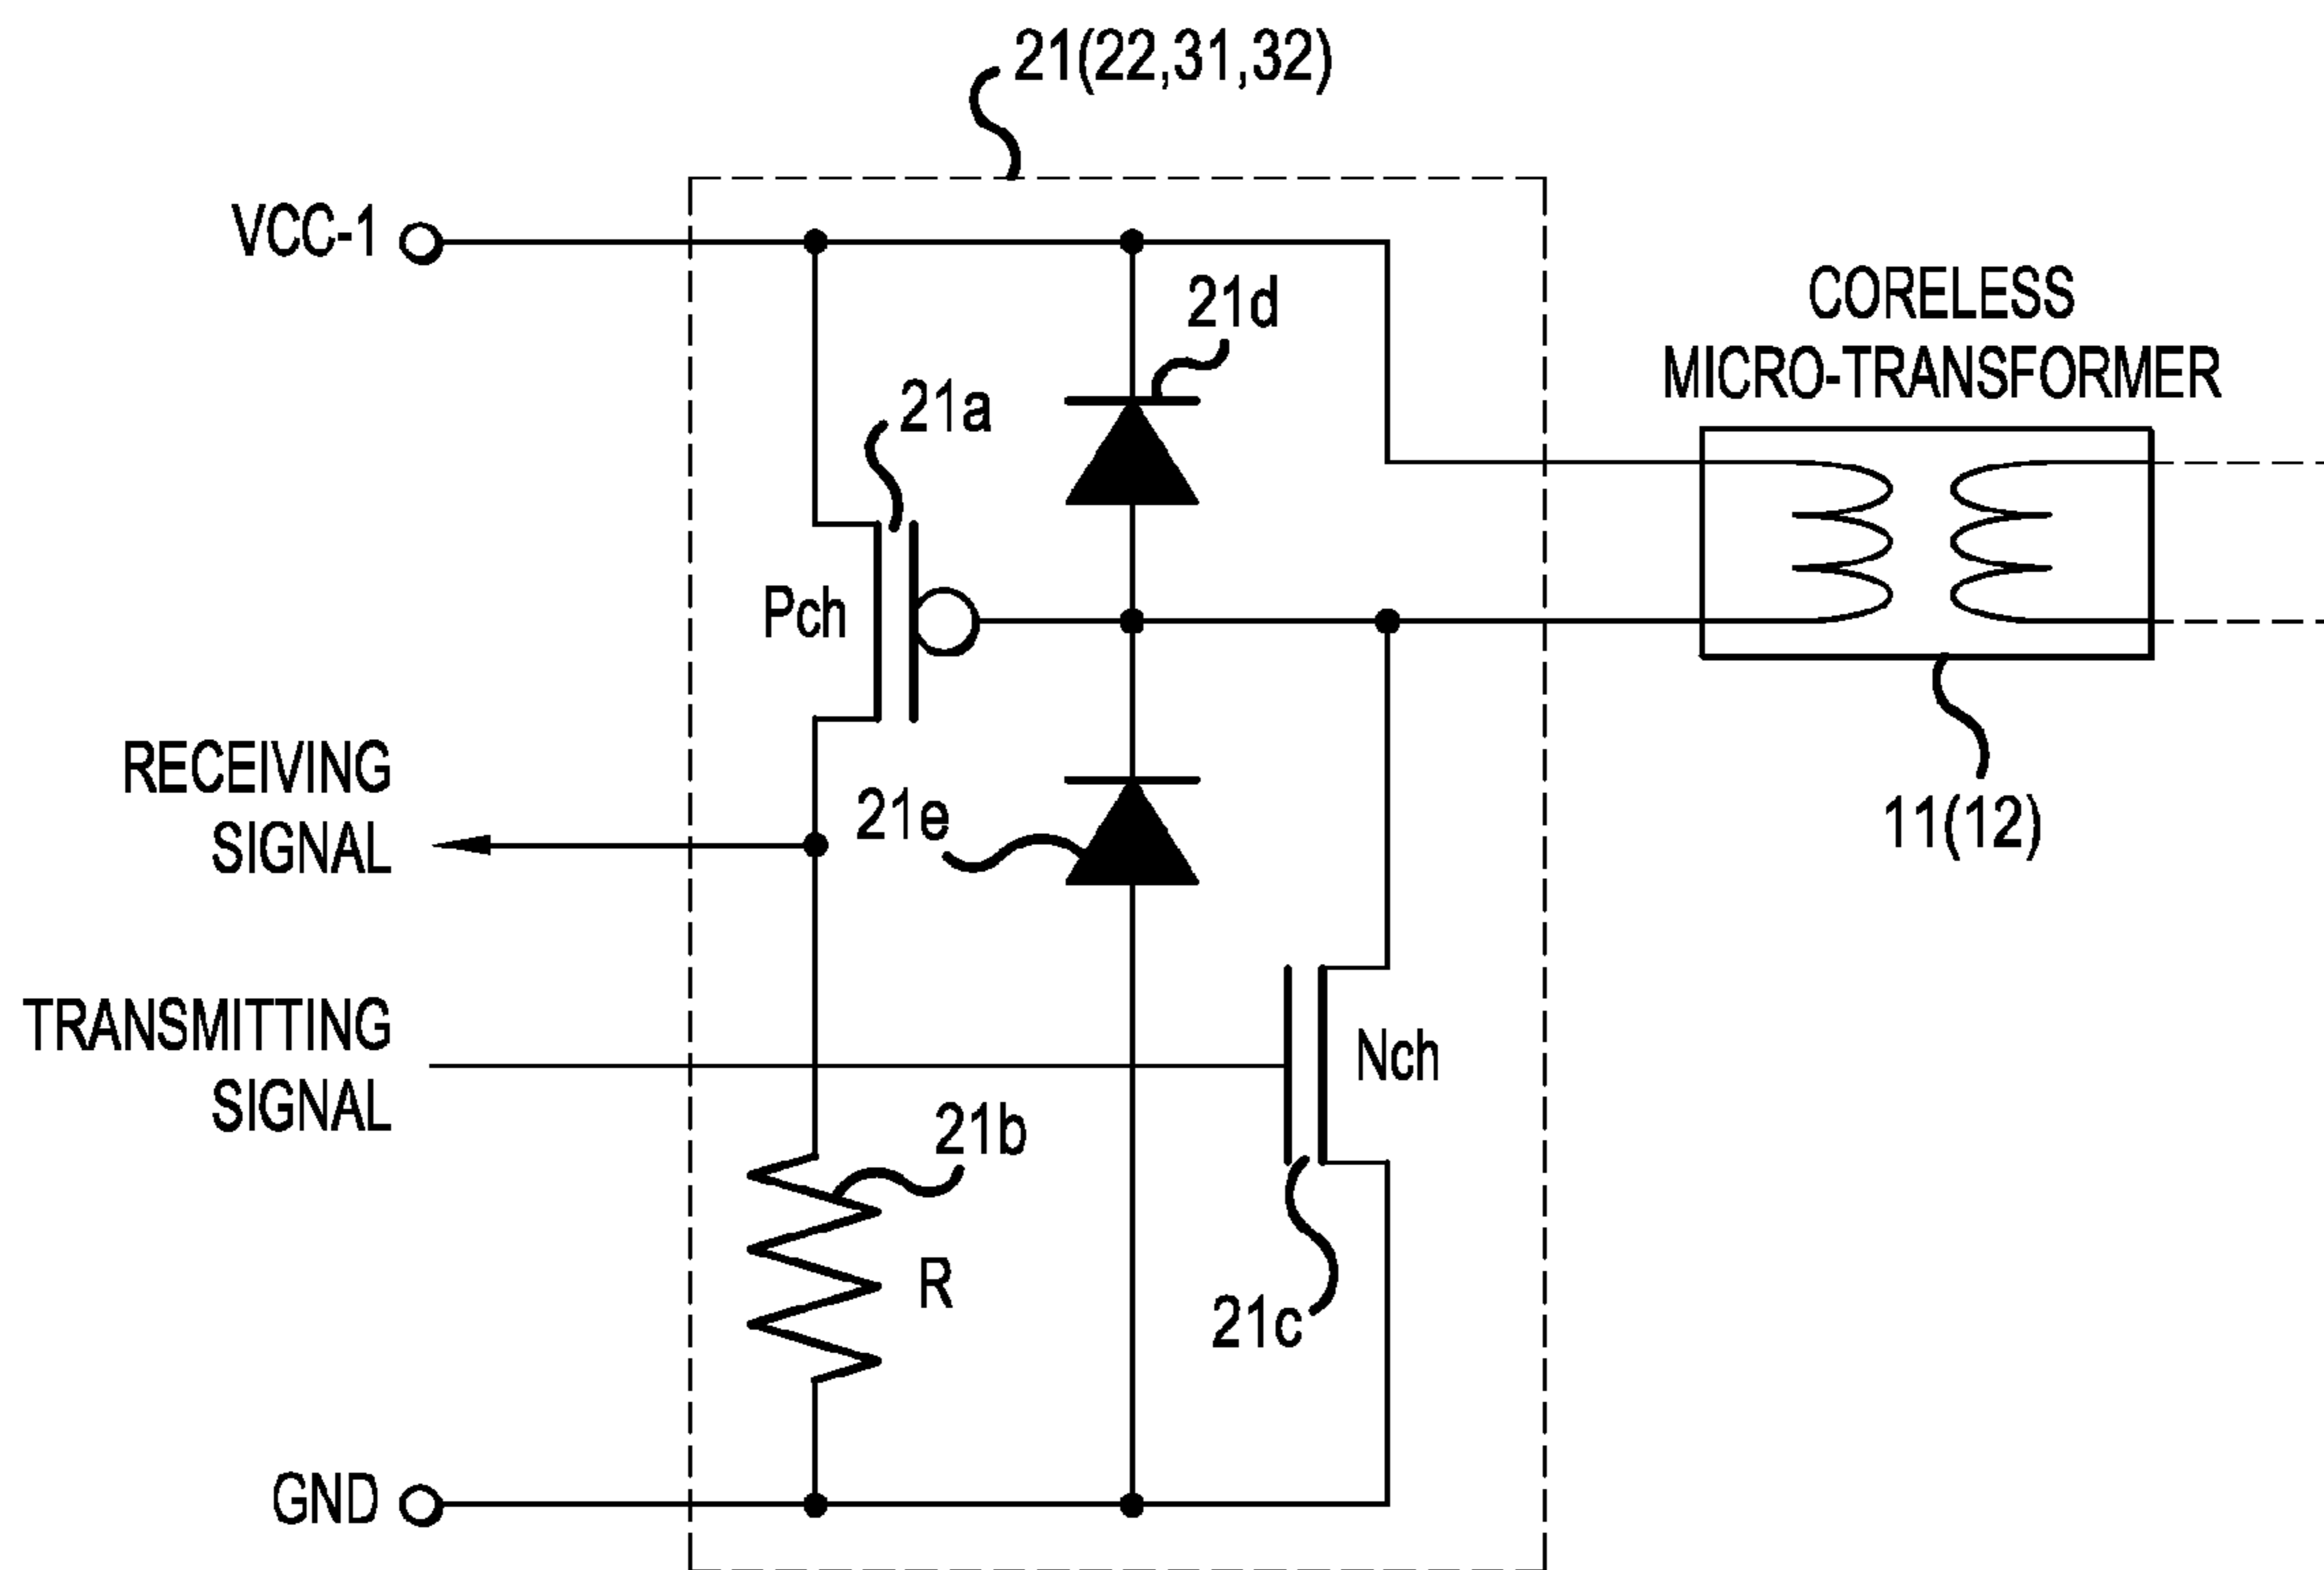 21(22,31,32)
VCC-1
21d
CORELESS
MICRO-TRANSFORMER
21a
Pch
RECEIVING
SIGNAL
21e
11(12)
TRANSMITTING
SIGNAL
Nch
21b
R
21c
GND